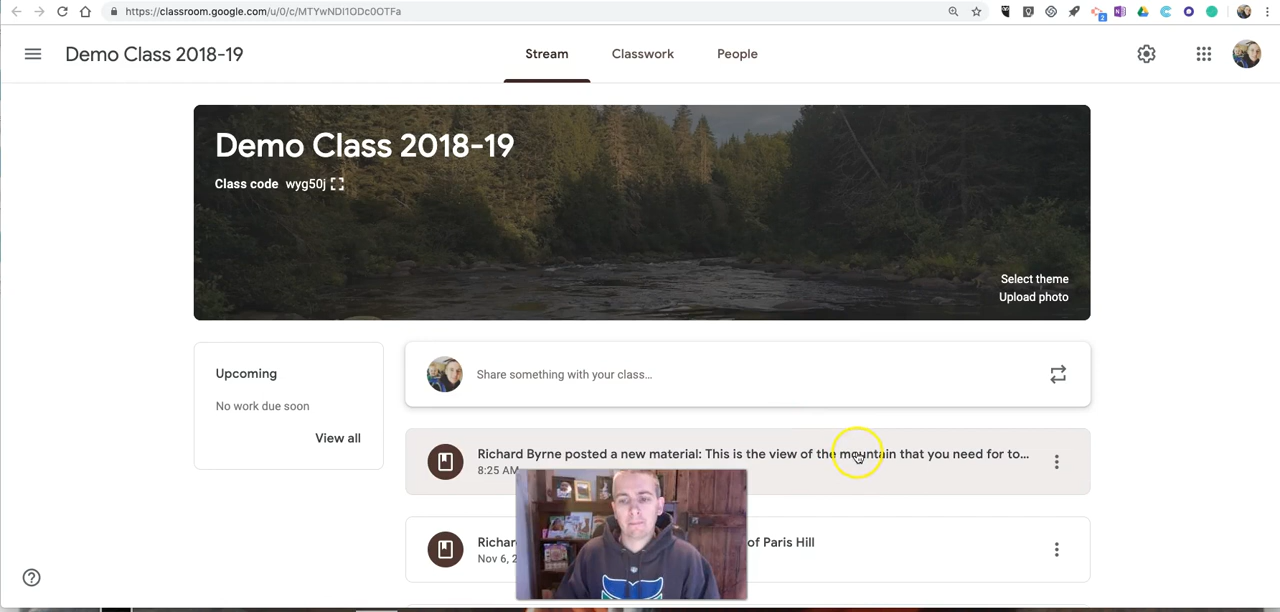 https://classroom.google.com/u/0/c/MTYwNDI1ODc0OTFa
2
Demo Class 2018-19
Stream
Classwork
People
Demo Class 2018-19
Class code wyg50j
Select theme
Upload photo
Upcoming
No work due soon
View all
Share something with your class...
Richard Byrne posted a new material: This is the view of the mountain that you need for to...
8:25 AM
of Paris Hill
Nov 6, 2